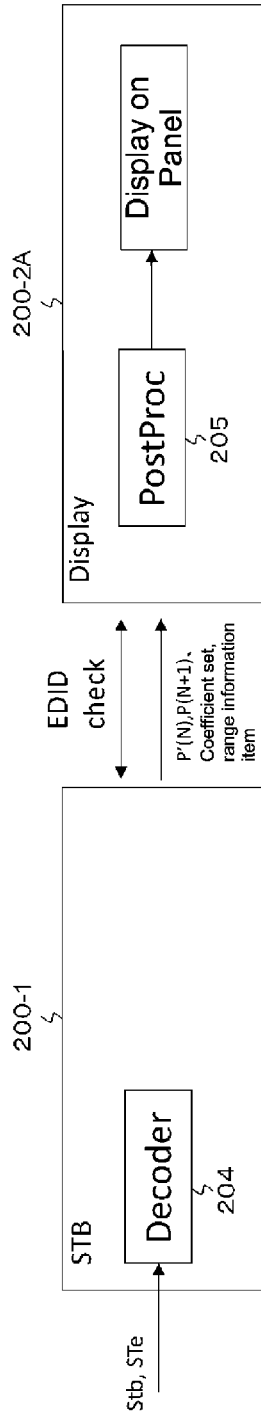 200-1
STB
Stb, STe
Decoder
204
EDID
check
P'(N),P(N+1)、
Coefficient set,
range information
item
200-2A
Display
PostProc
205
Display on
Panel